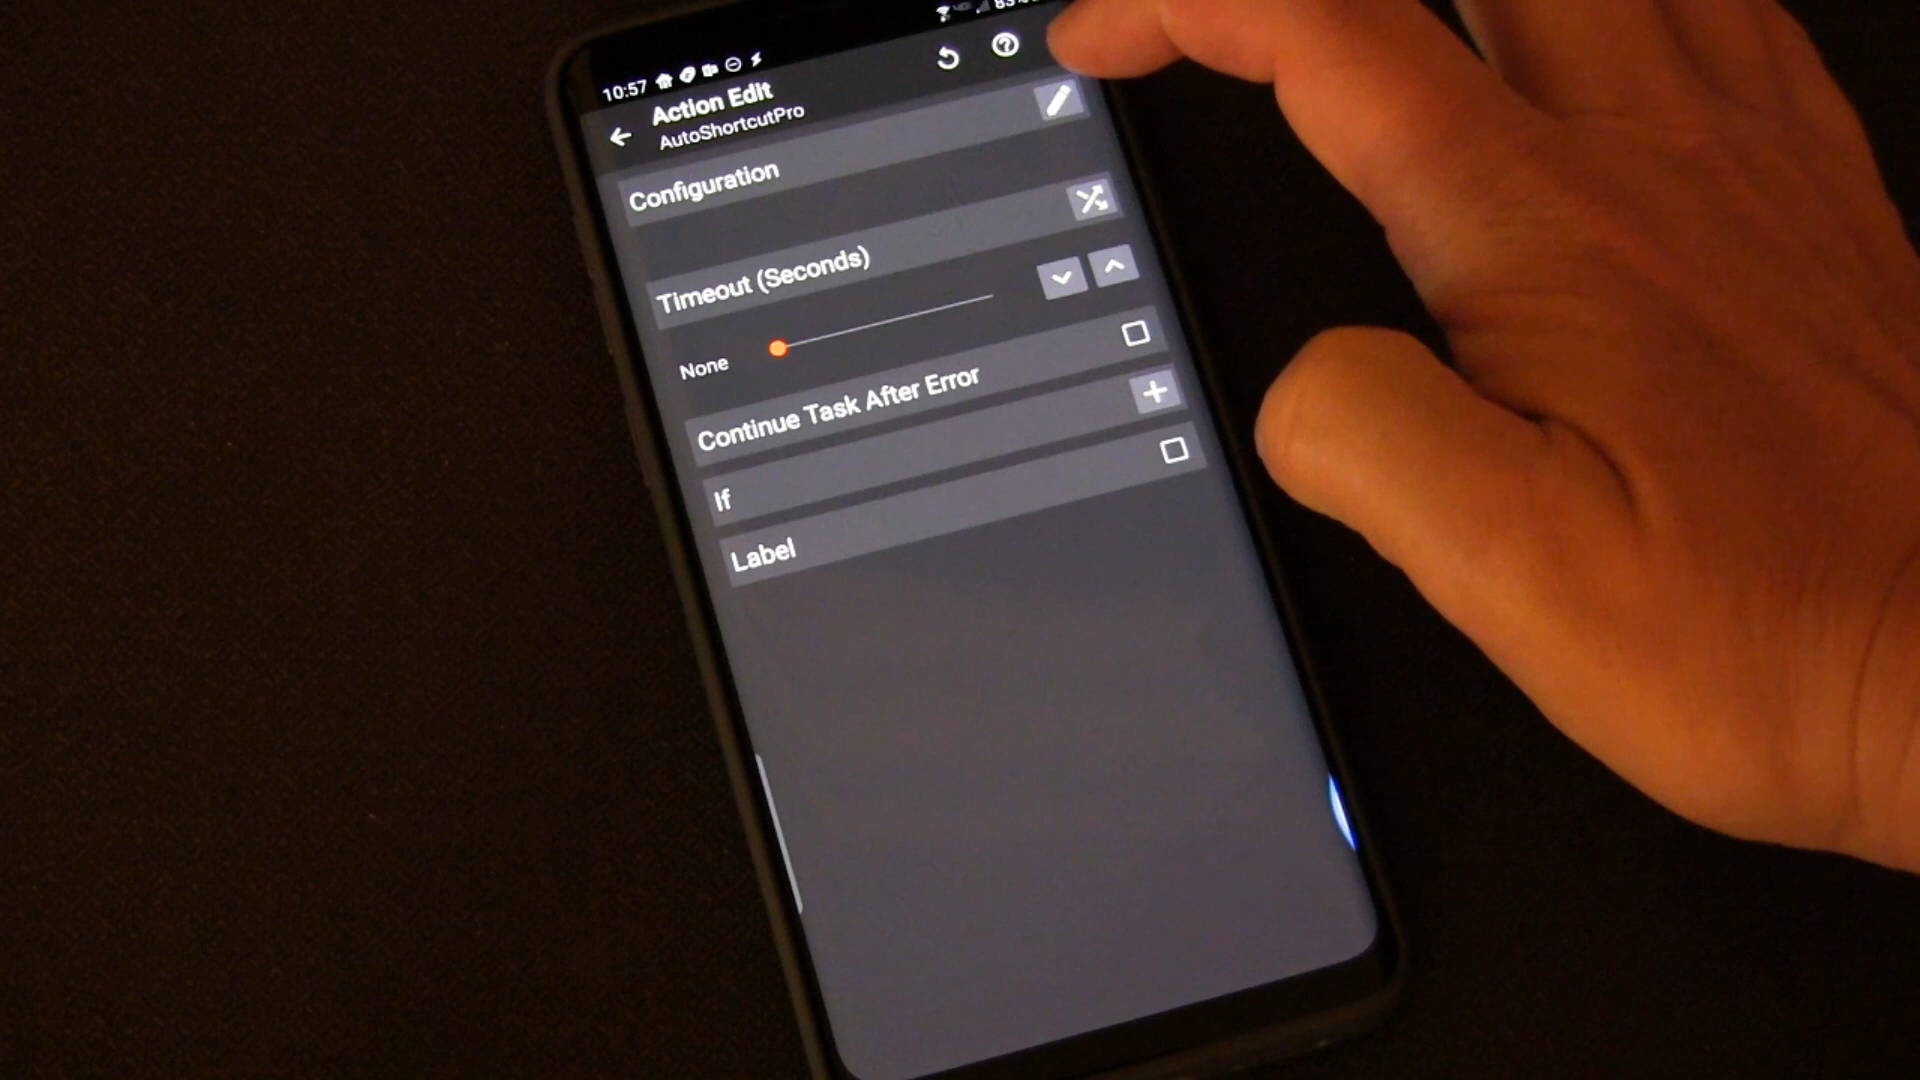 10:57
Action Edit
AutoShortcutPro
Configuration
Timeout (Seconds)
None
Continue Task After Error
If
Label